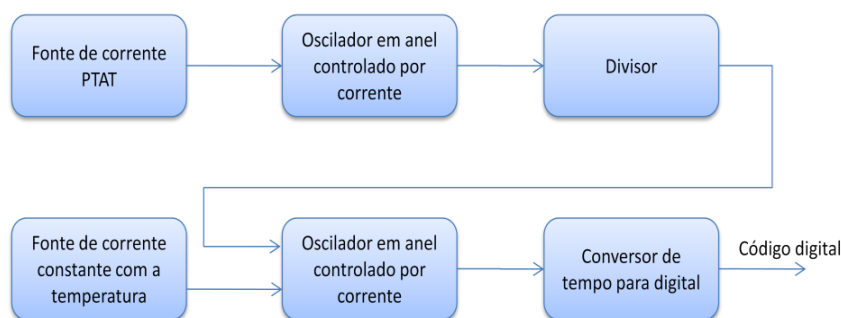 Fonte de corrente
PTAT
Oscilador em anel
controlado por
corrente
Divisor
Fonte de corrente
constante com a
temperatura
Oscilador em anel
controlado por
corrente
Conversor de
tempo para digital
Código digital